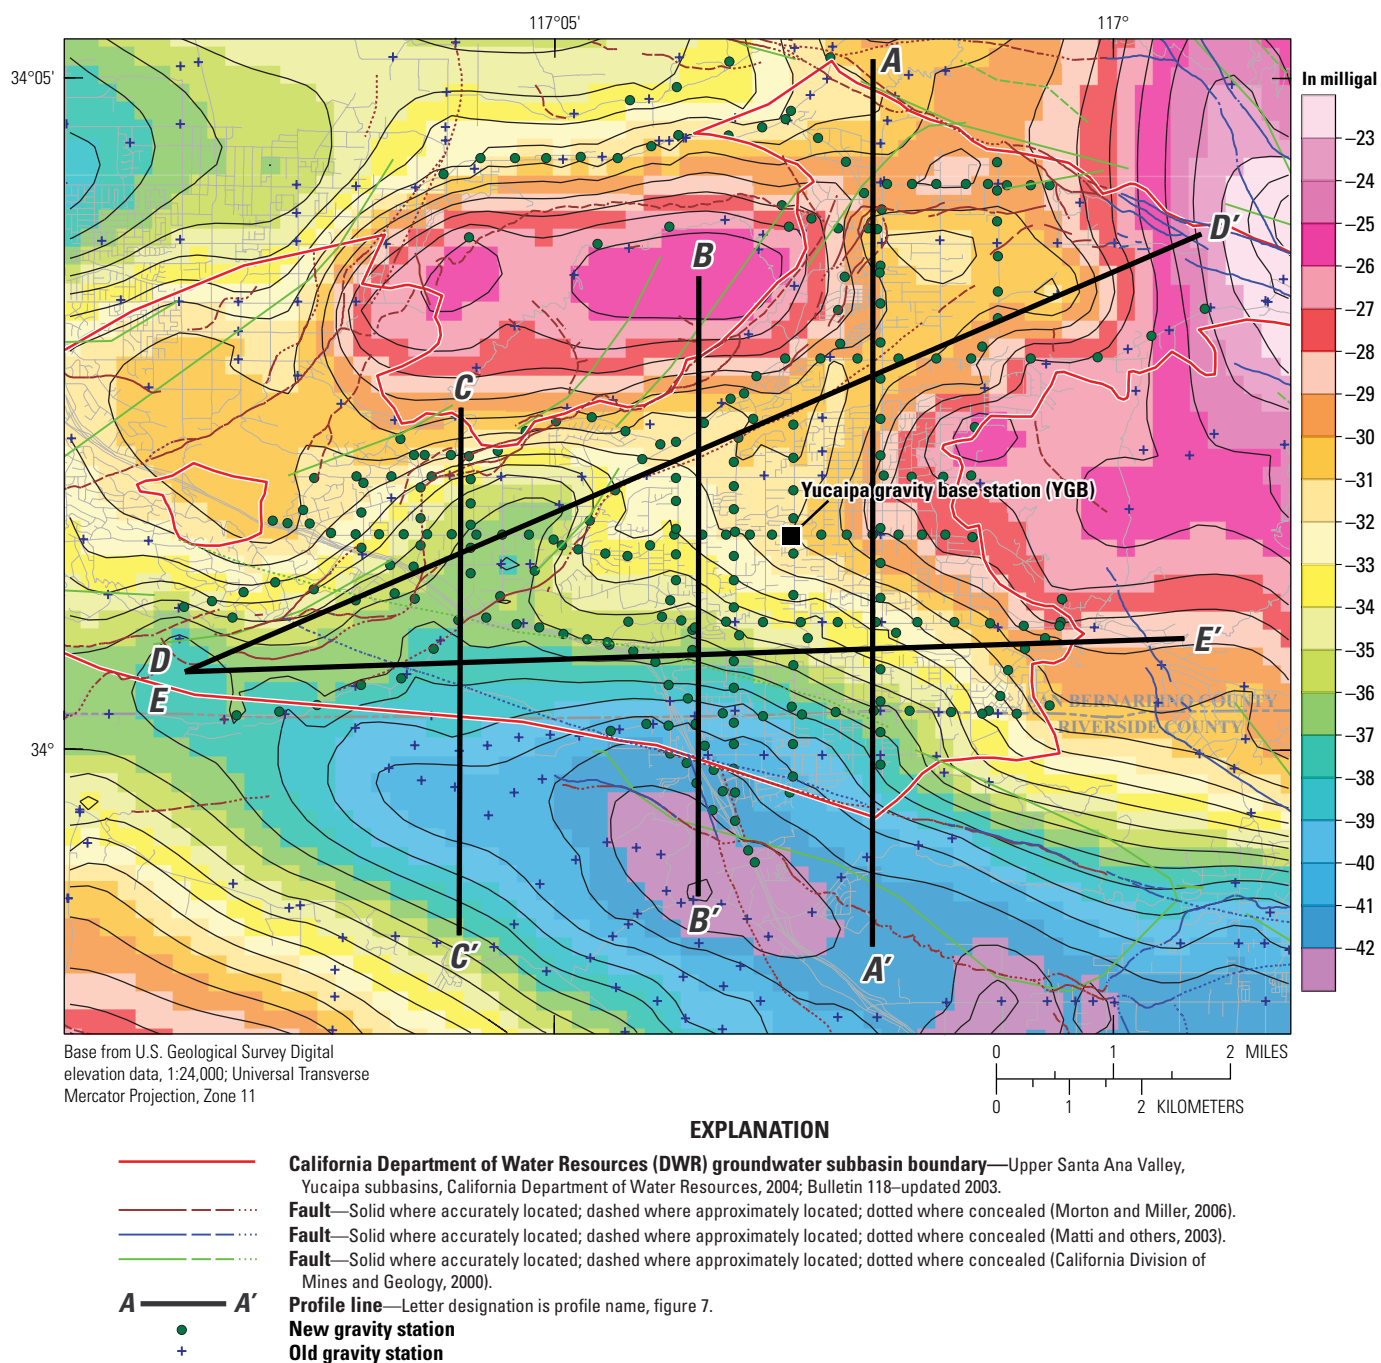 117°05'
117°
34°05'
A
In milligal
–23
–24
–25
–26
–27
–28
–29
–30
–31
–32
–33
–34
–35
–36
–37
–38
–39
–40
–41
–42
D'
B
C
Yucaipa gravity base station (YGB)
D
E
E'
SAN BERNARDINO COUNTY
RIVERSIDE COUNTY
34°
B'
C'
A'
Base from U.S. Geological Survey Digital
elevation data, 1:24,000; Universal Transverse
Mercator Projection, Zone 11
0 1 2 MILES
0 1 2 KILOMETERS
EXPLANATION
California Department of Water Resources (DWR) groundwater subbasin boundary—Upper Santa Ana Valley,
Yucaipa subbasins, California Department of Water Resources, 2004; Bulletin 118–updated 2003.
Fault—Solid where accurately located; dashed where approximately located; dotted where concealed (Morton and Miller, 2006).
Fault—Solid where accurately located; dashed where approximately located; dotted where concealed (Matti and others, 2003).
Fault—Solid where accurately located; dashed where approximately located; dotted where concealed (California Division of
Mines and Geology, 2000).
A A' Profile line—Letter designation is profile name, figure 7.
New gravity station
Old gravity station